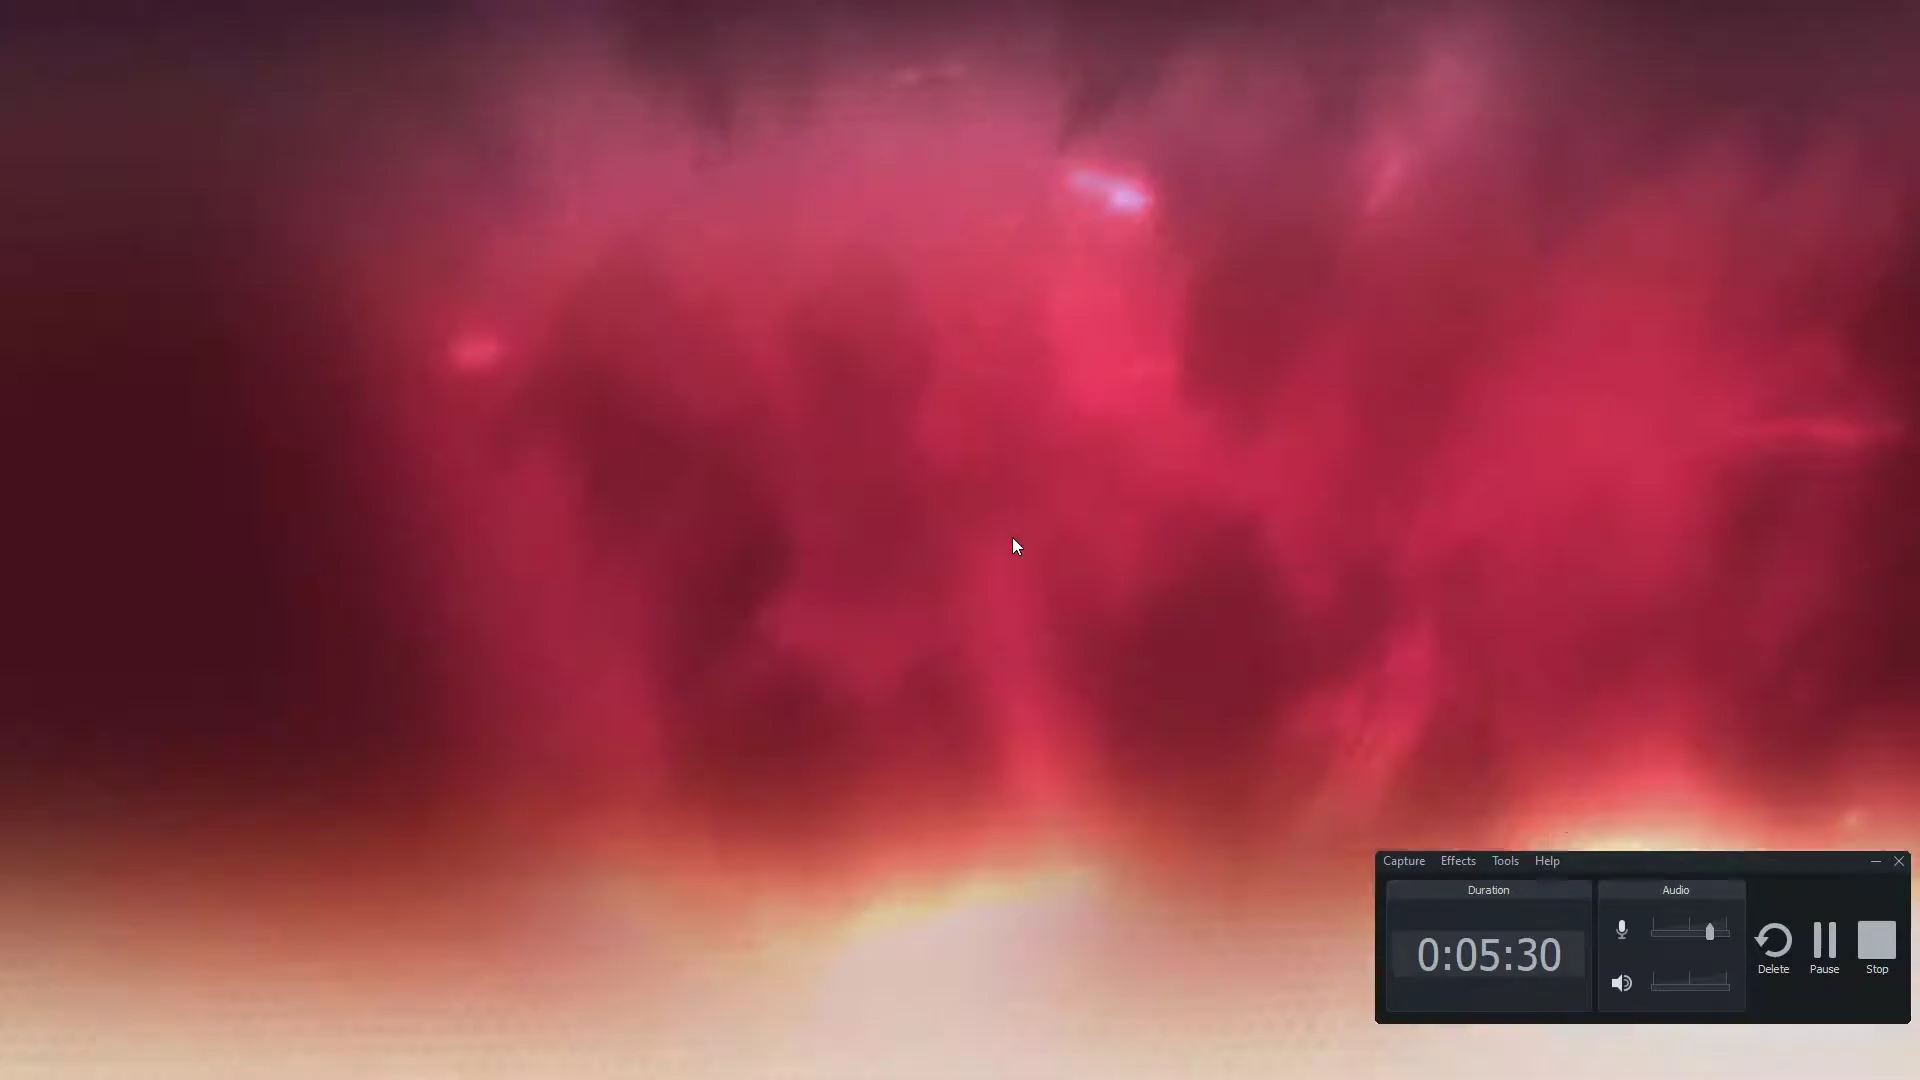 Capture Effects Tools Help
Duration
Audio
0:05:30
Delete Pause Stop